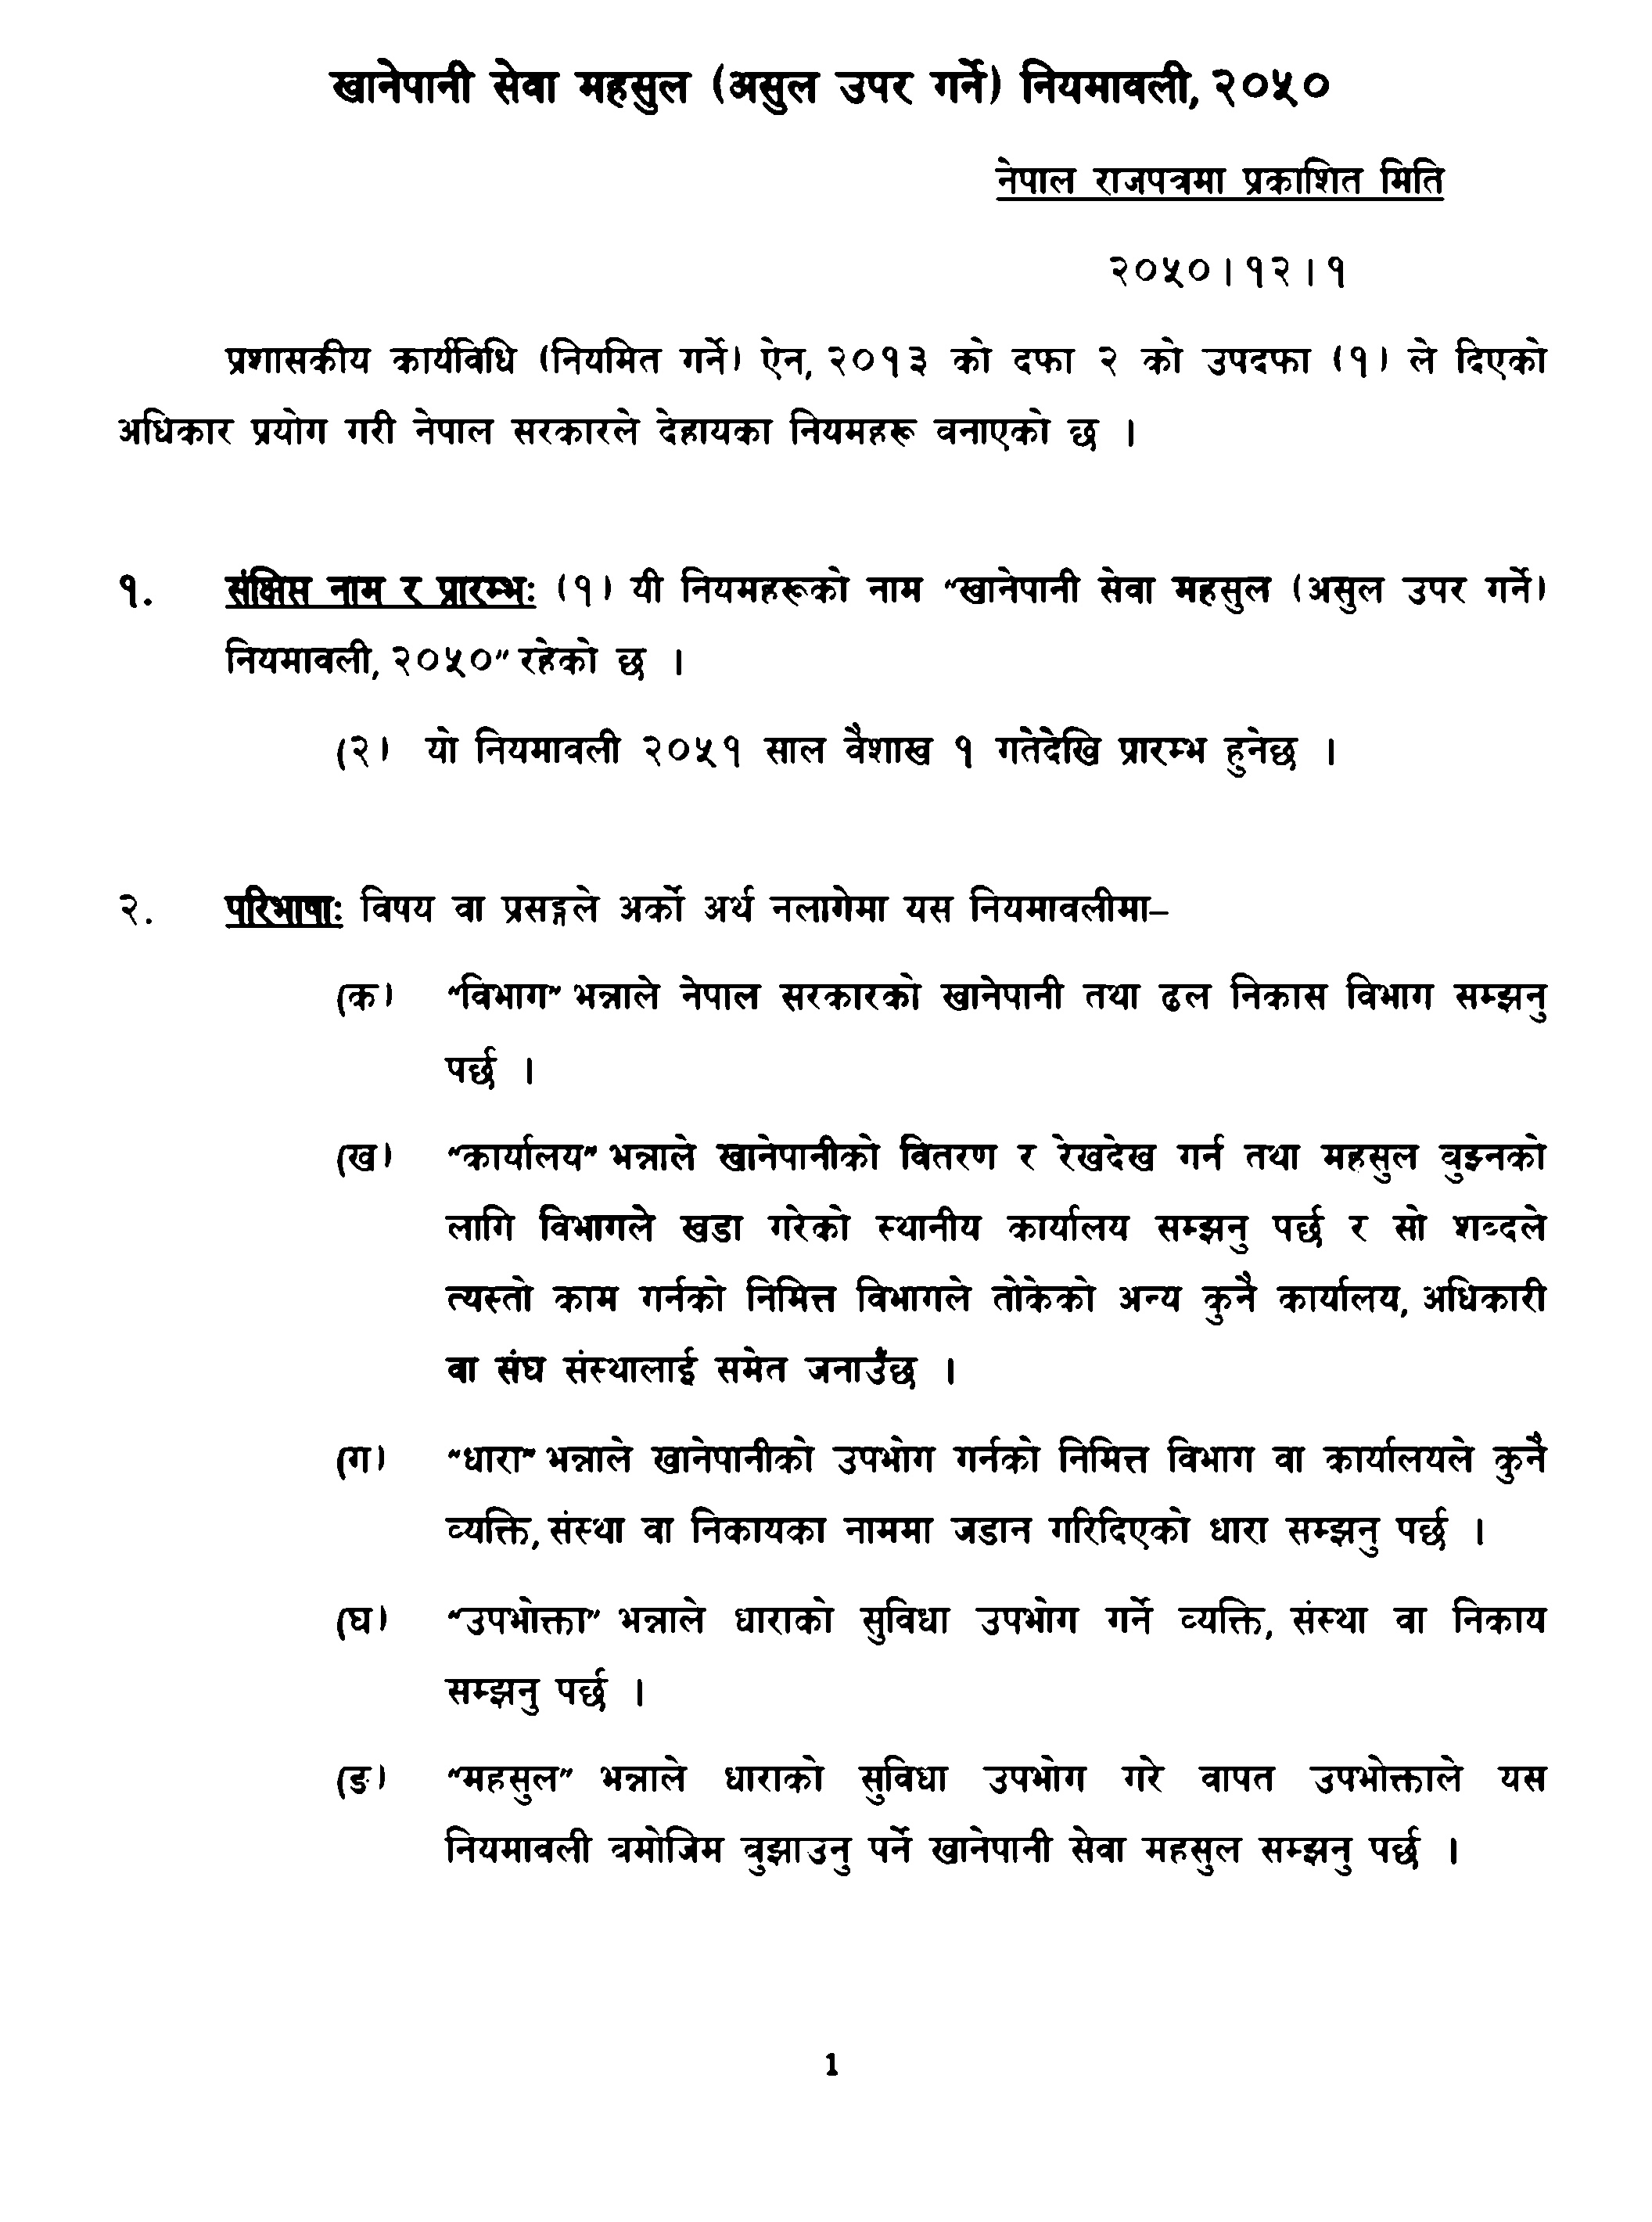 खानेपानी सेवा महसुल (असुल उपर गर्ने) नियमावली, २०५०
नेपाल राजपत्रमा प्रकाशित मिति
२०५०।१२।१
प्रशासकीय कार्यविधि (नियमित गर्ने) ऐन, २०१३ को दफा २ को उपदफा (१) ले दिएको
अधिकार प्रयोग गरी नेपाल सरकारले देहायका नियमहरू वनाएको छ ।
१. संक्षिप्त नाम र प्रारम्भः (१) यी नियमहरूको नाम "खानेपानी सेवा महसुल (असुल उपर गर्ने)
नियमावली, २०५०" रहेको छ ।
(२) यो नियमावली २०५१ साल वैशाख १ गतेदेखि प्रारम्भ हुनेछ ।
२. परिभाषाः विषय वा प्रसङ्गले अर्को अर्थ नलागेमा यस नियमावलीमा–
(क) "विभाग" भन्नाले नेपाल सरकारको खानेपानी तथा ढल निकास विभाग सम्झनु
पर्छ ।
(ख) "कार्यालय" भन्नाले खानेपानीको वितरण र रेखदेख गर्न तथा महसुल वुझ्नको
लागि विभागले खडा गरेको स्थानीय कार्यालय सम्झनु पर्छ र सो शब्दले
त्यस्तो काम गर्नको निमित्त विभागले तोकेको अन्य कुनै कार्यालय, अधिकारी
वा संघ संस्थालाई समेत जनाउँछ ।
(ग) "धारा" भन्नाले खानेपानीको उपभोग गर्नको निमित्त विभाग वा कार्यालयले कुनै
व्यक्ति, संस्था वा निकायका नाममा जडान गरिदिएको धारा सम्झनु पर्छ ।
(घ) "उपभोक्ता" भन्नाले धाराको सुविधा उपभोग गर्ने व्यक्ति, संस्था वा निकाय
सम्झनु पर्छ ।
(ङ) "महसुल" भन्नाले धाराको सुविधा उपभोग गरे वापत उपभोक्ताले यस
नियमावली वमोजिम वुझाउनु पर्ने खानेपानी सेवा महसुल सम्झनु पर्छ ।
1